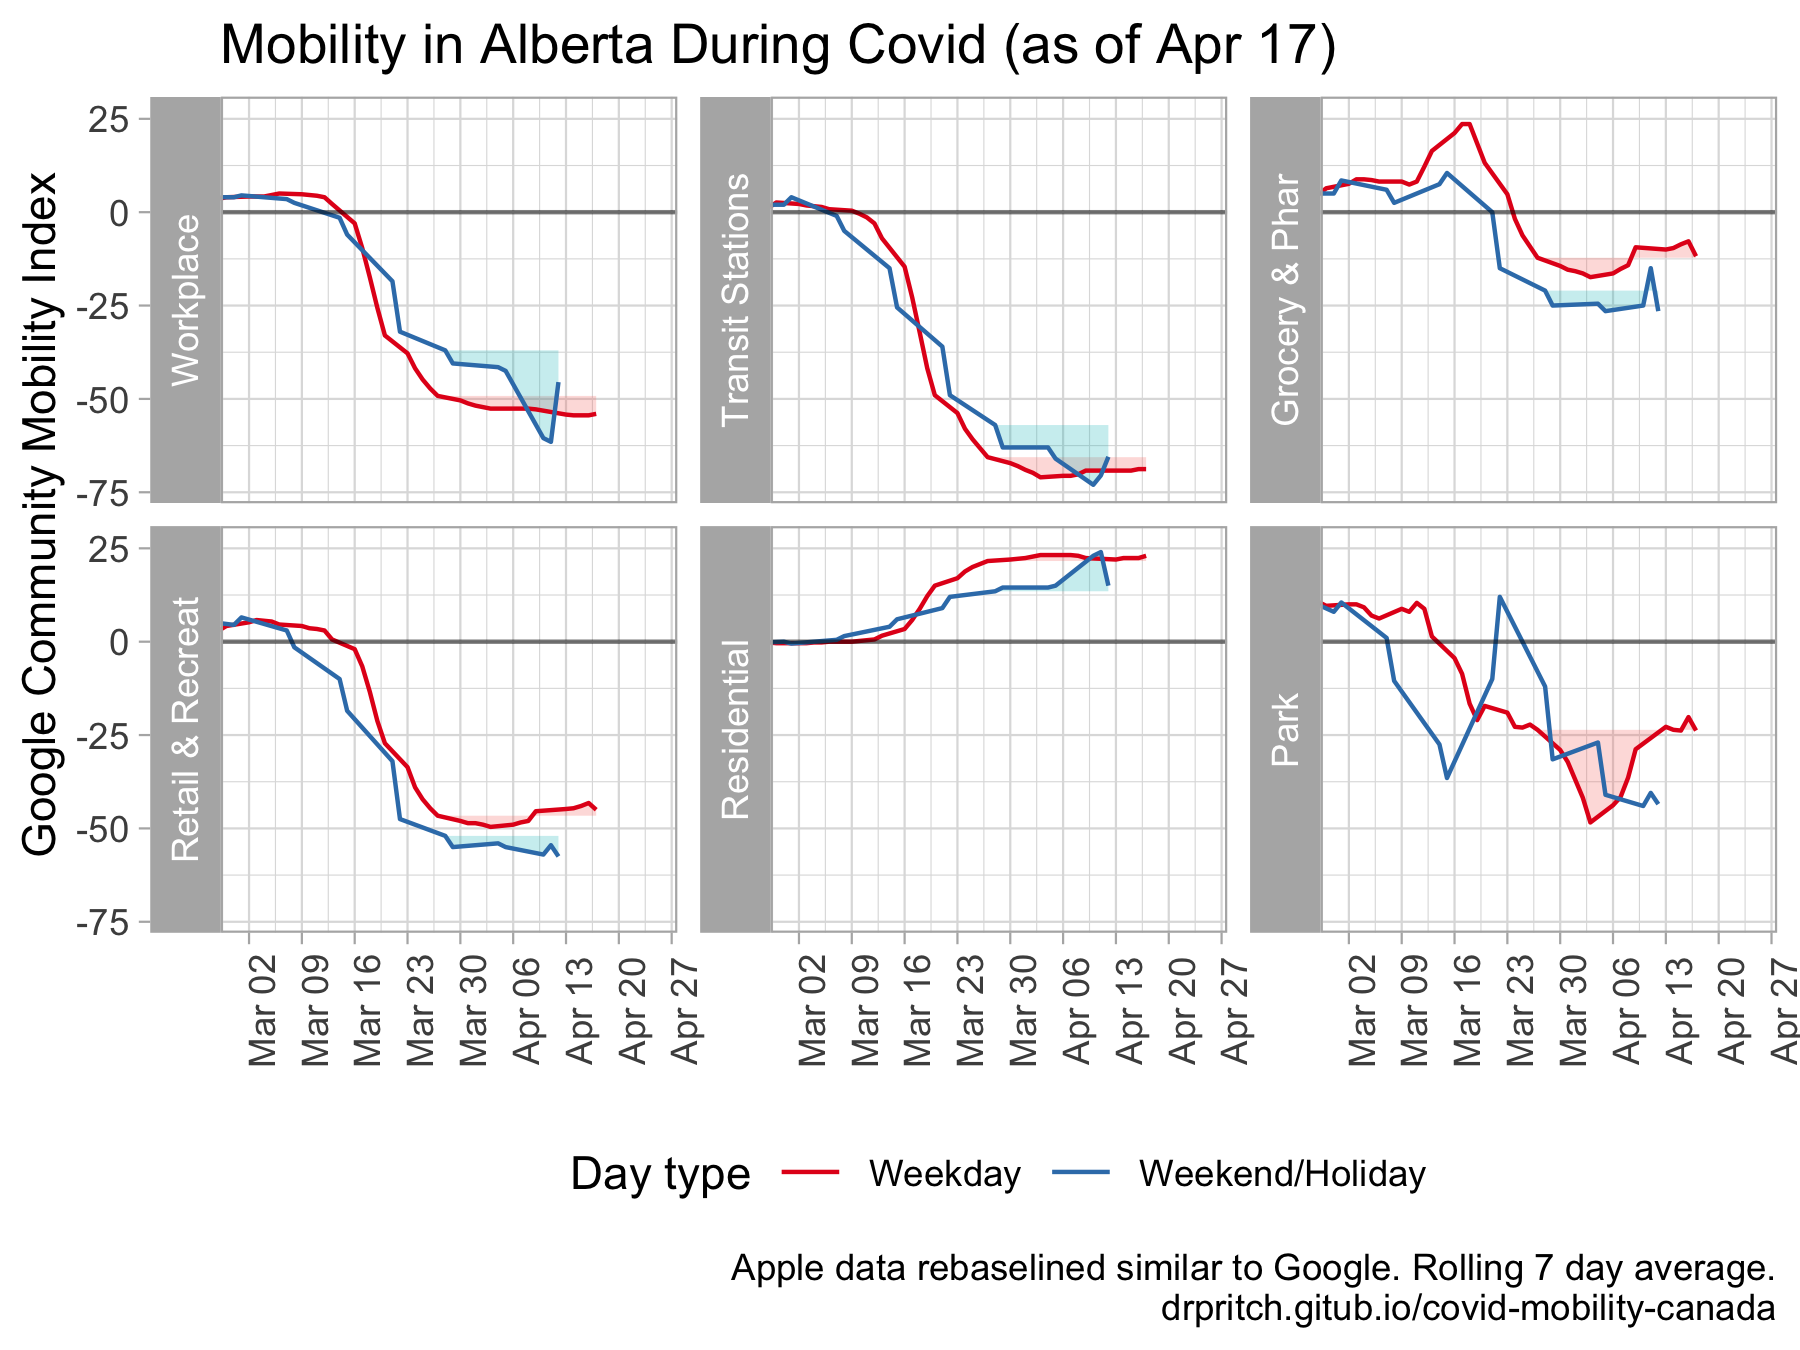 Mobility in Alberta During Covid (as of Apr 17)
Google Community Mobility Index
25
0
-25
-50
-75
Workplace
Transit Stations
Grocery & Phar
25
0
-25
-50
-75
Retail & Recreat
Residential
Park
Mar 02
Mar 09
Mar 16
Mar 23
Mar 30
Apr 06
Apr 13
Apr 20
Apr 27
Mar 02
Mar 09
Mar 16
Mar 23
Mar 30
Apr 06
Apr 13
Apr 20
Apr 27
Mar 02
Mar 09
Mar 16
Mar 23
Mar 30
Apr 06
Apr 13
Apr 20
Apr 27
Day type Weekday Weekend/Holiday
Apple data rebaselined similar to Google. Rolling 7 day average.
drpritch.gitub.io/covid-mobility-canada